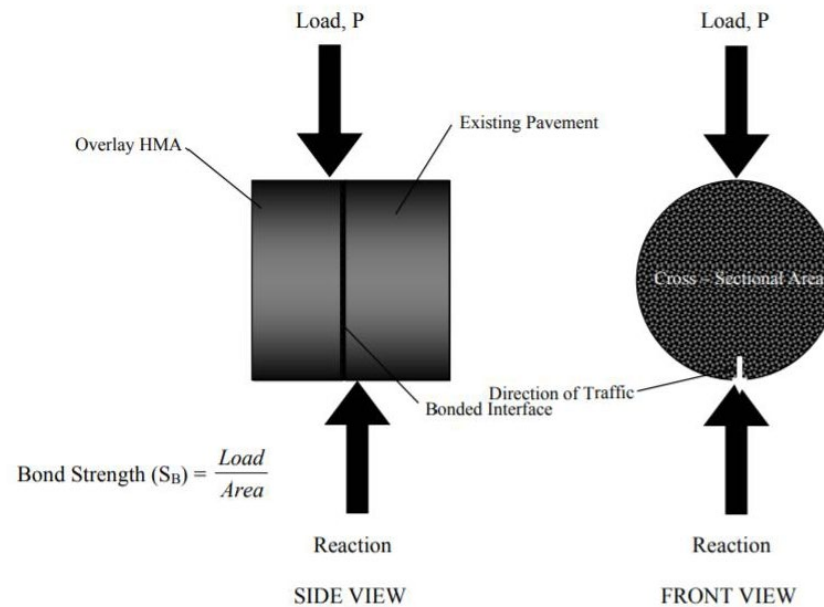 Load, P
Load, P
Existing Pavement
Overlay HMA
Cross – Sectional Area
Direction of Traffic
Bonded Interface
Bond Strength (SB) = Load
Area
Reaction
Reaction
SIDE VIEW
FRONT VIEW